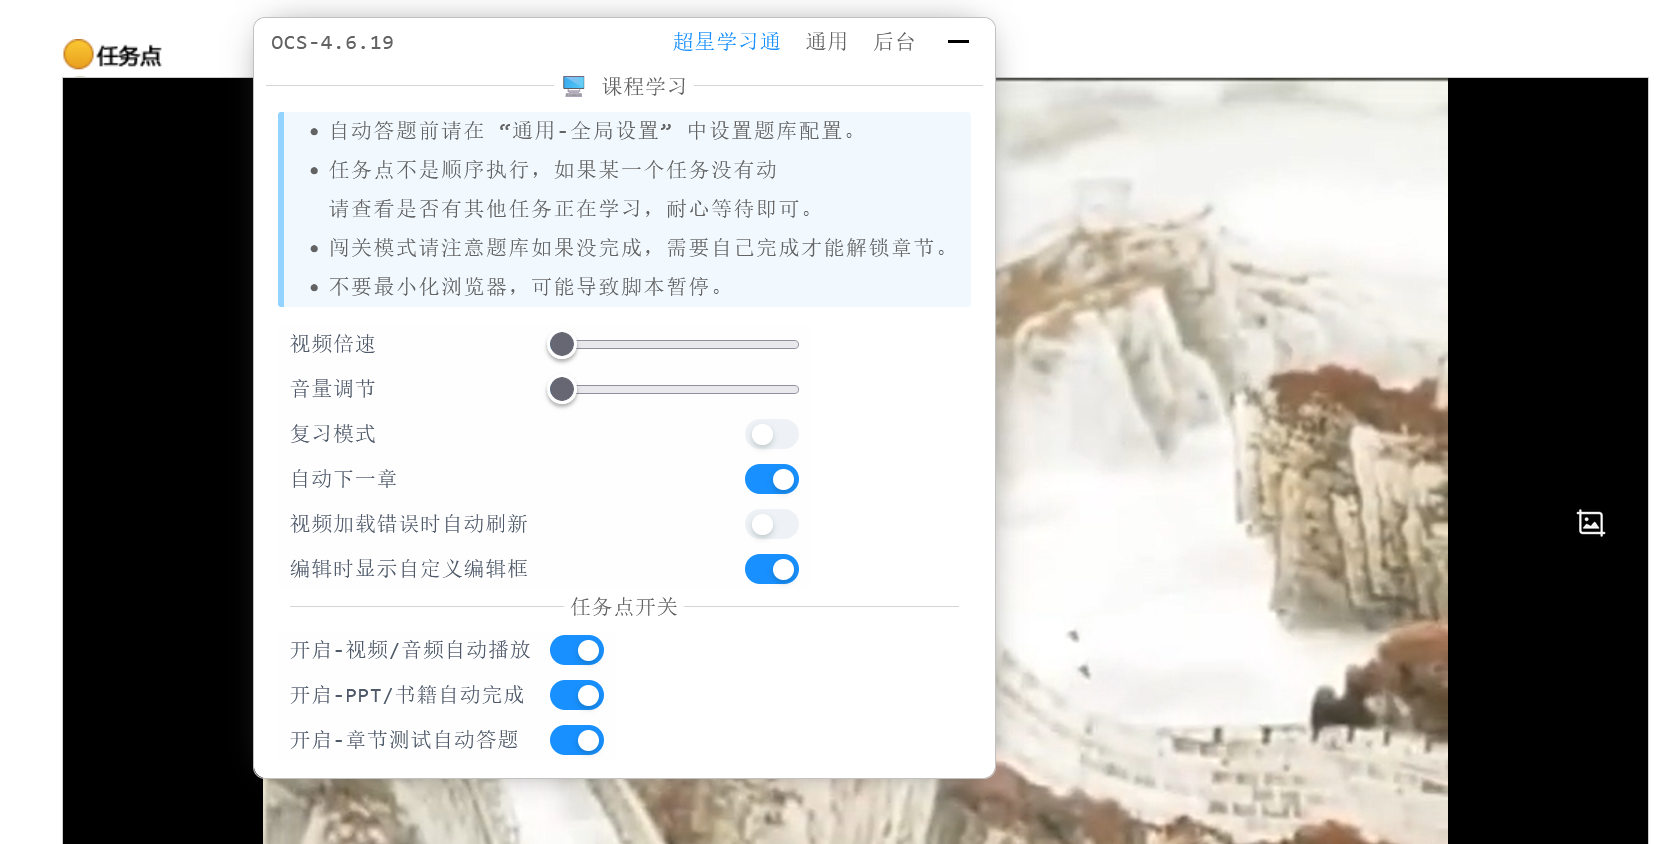 任务点
OCS-4.6.19
超星学习通 通用 后台
课程学习
自动答题前请在 “通用-全局设置” 中设置题库配置。
任务点不是顺序执行，如果某一个任务没有动
请查看是否有其他任务正在学习，耐心等待即可。
闯关模式请注意题库如果没完成，需要自己完成才能解锁章节。
不要最小化浏览器，可能导致脚本暂停。
视频倍速
音量调节
复习模式
自动下一章
视频加载错误时自动刷新
编辑时显示自定义编辑框
任务点开关
开启-视频/音频自动播放
开启-PPT/书籍自动完成
开启-章节测试自动答题